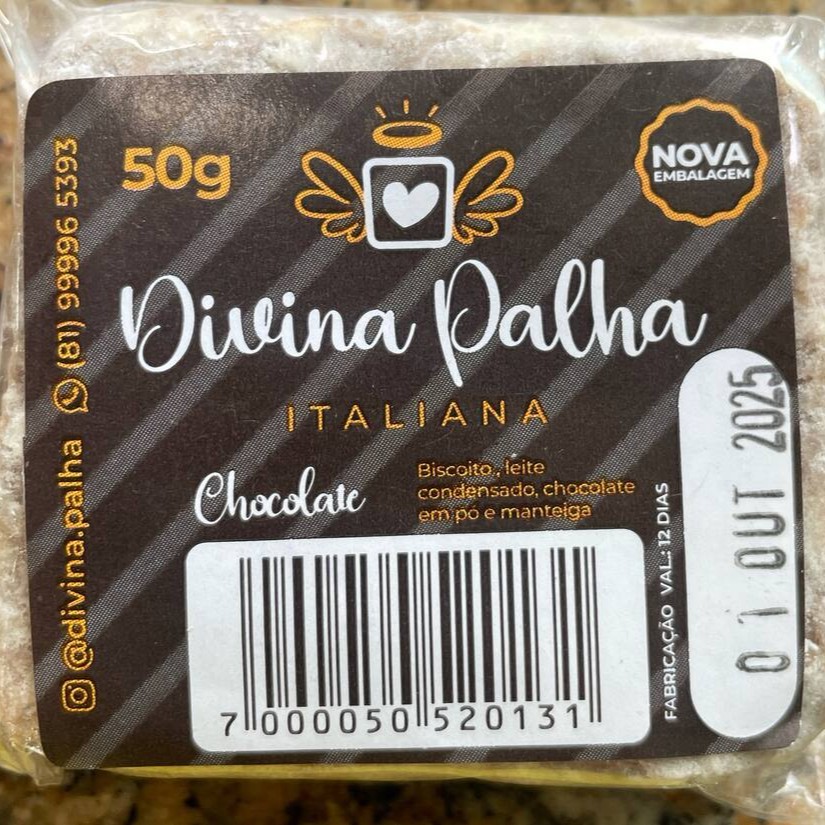 50g
NOVA
EMBALAGEM
Divina Palha
ITALIANA
Chocolate
Biscoito, leite
condensado, chocolate
em pó e manteiga
@divina.palha (81) 99996 5393
FABRICAÇÃO VAL.: 12 DIAS
01 OUT 2025
7 000050 520131